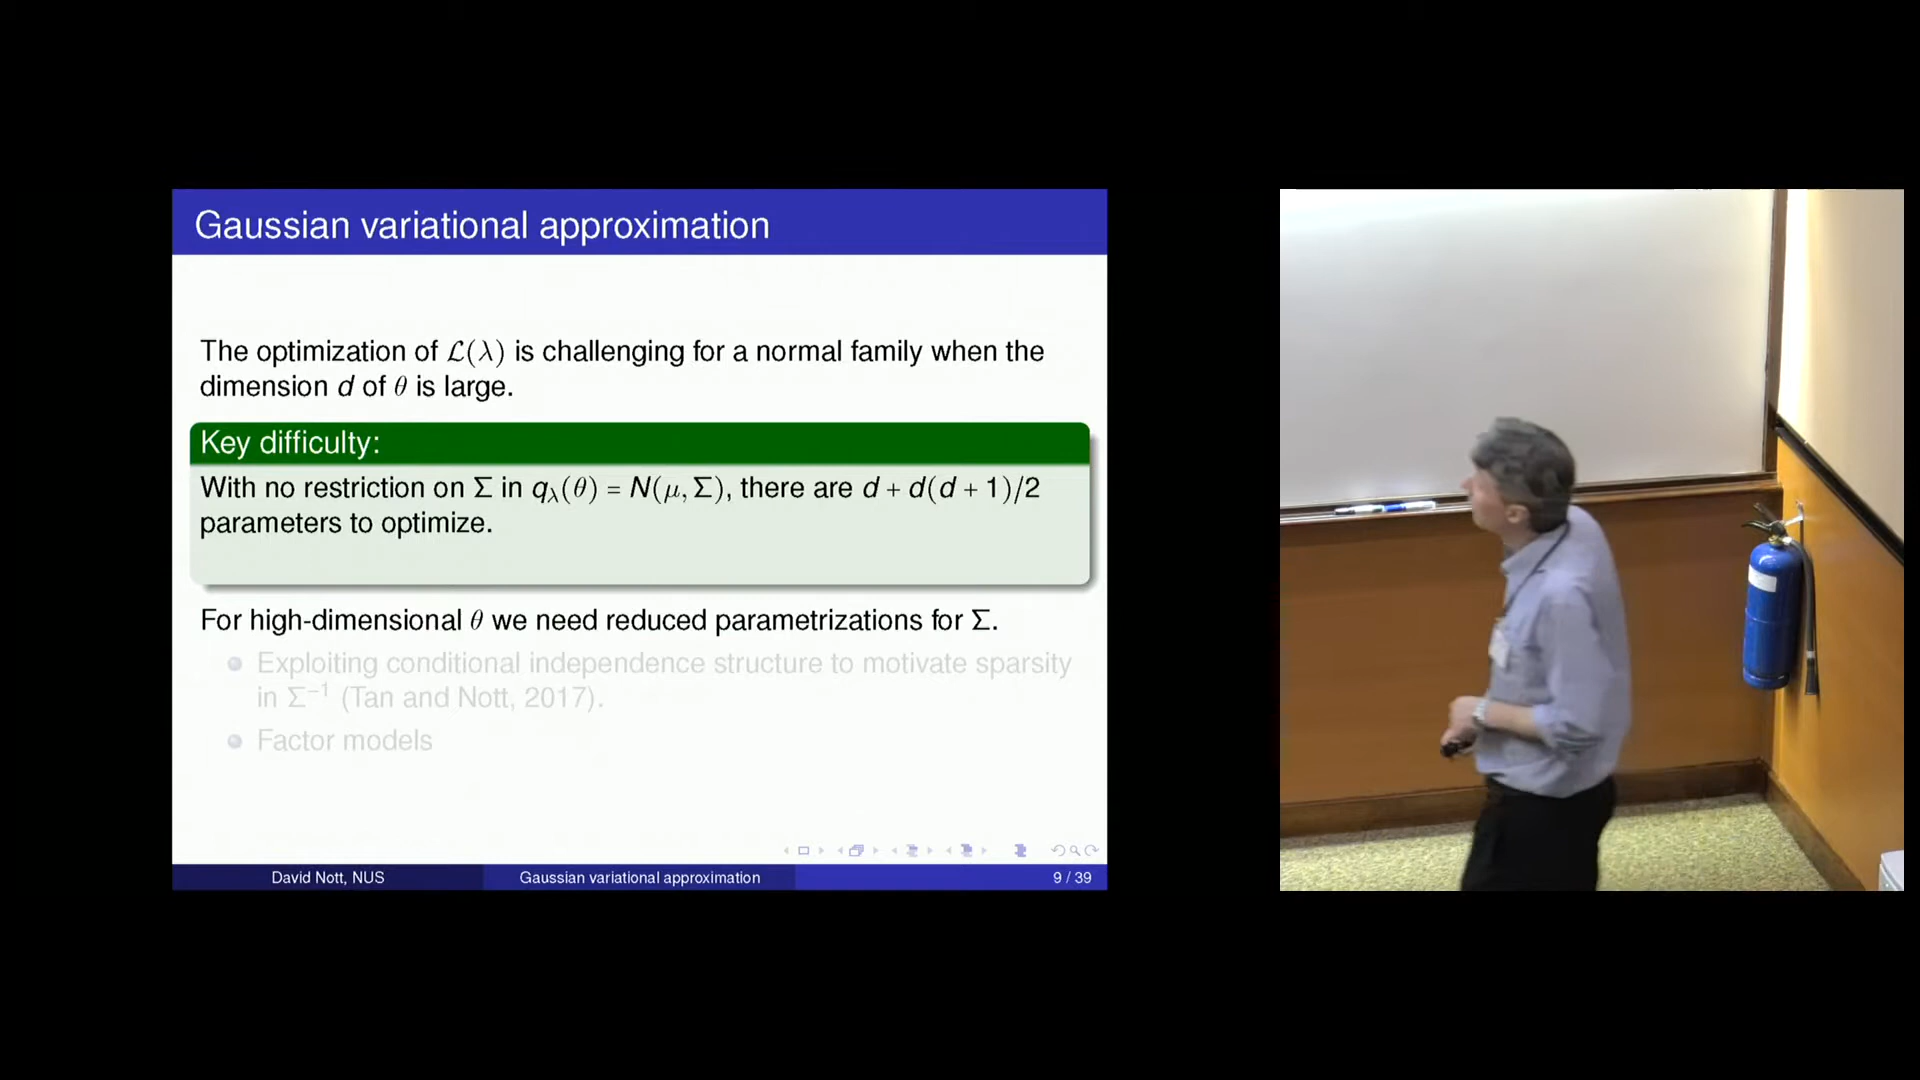 Gaussian variational approximation
The optimization of ℒ(λ) is challenging for a normal family when the
dimension d of θ is large.
Key difficulty:
With no restriction on Σ in q_λ(θ) = N(μ, Σ), there are d + d(d + 1)/2
parameters to optimize.
For high-dimensional θ we need reduced parametrizations for Σ.
Exploiting conditional independence structure to motivate sparsity
in Σ⁻¹ (Tan and Nott, 2017).
Factor models
David Nott, NUS
Gaussian variational approximation
9 / 39